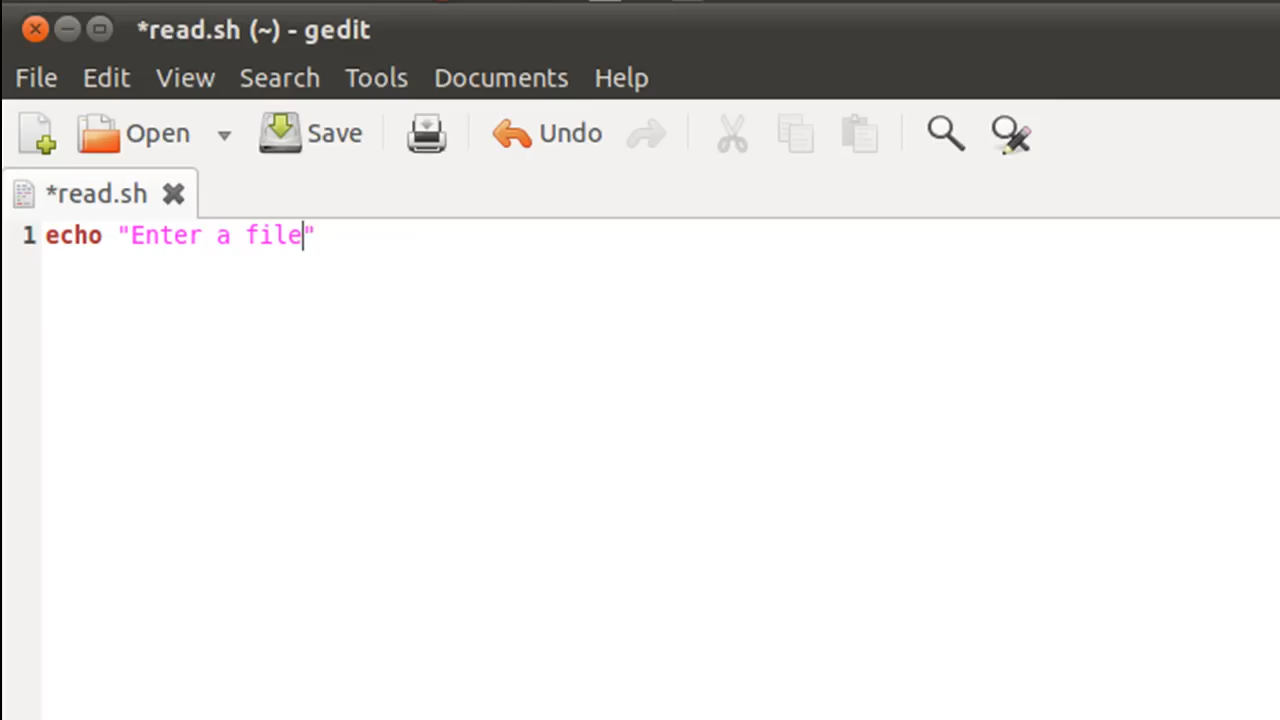 *read.sh (~) - gedit
File Edit View Search Tools Documents Help
Open Save Undo
*read.sh
1 echo "Enter a file"